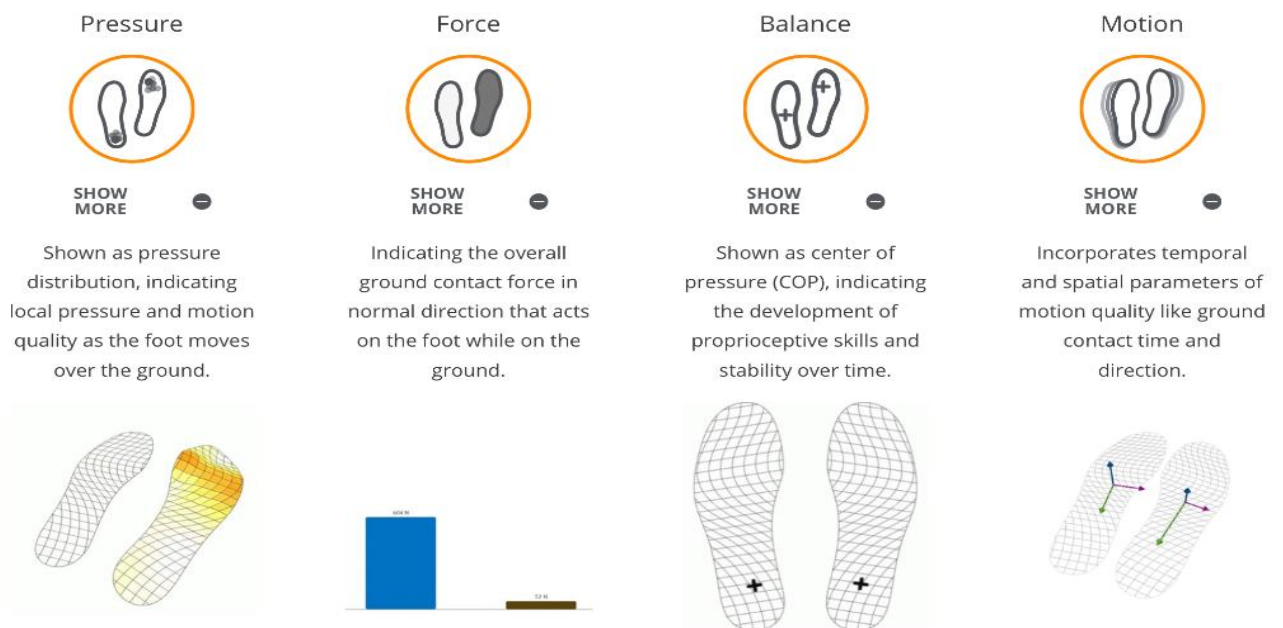 Pressure
SHOW
MORE
Shown as pressure
distribution, indicating
local pressure and motion
quality as the foot moves
over the ground.
Force
SHOW
MORE
Indicating the overall
ground contact force in
normal direction that acts
on the foot while on the
ground.
604 N
52 N
Balance
SHOW
MORE
Shown as center of
pressure (COP), indicating
the development of
proprioceptive skills and
stability over time.
Motion
SHOW
MORE
Incorporates temporal
and spatial parameters of
motion quality like ground
contact time and
direction.